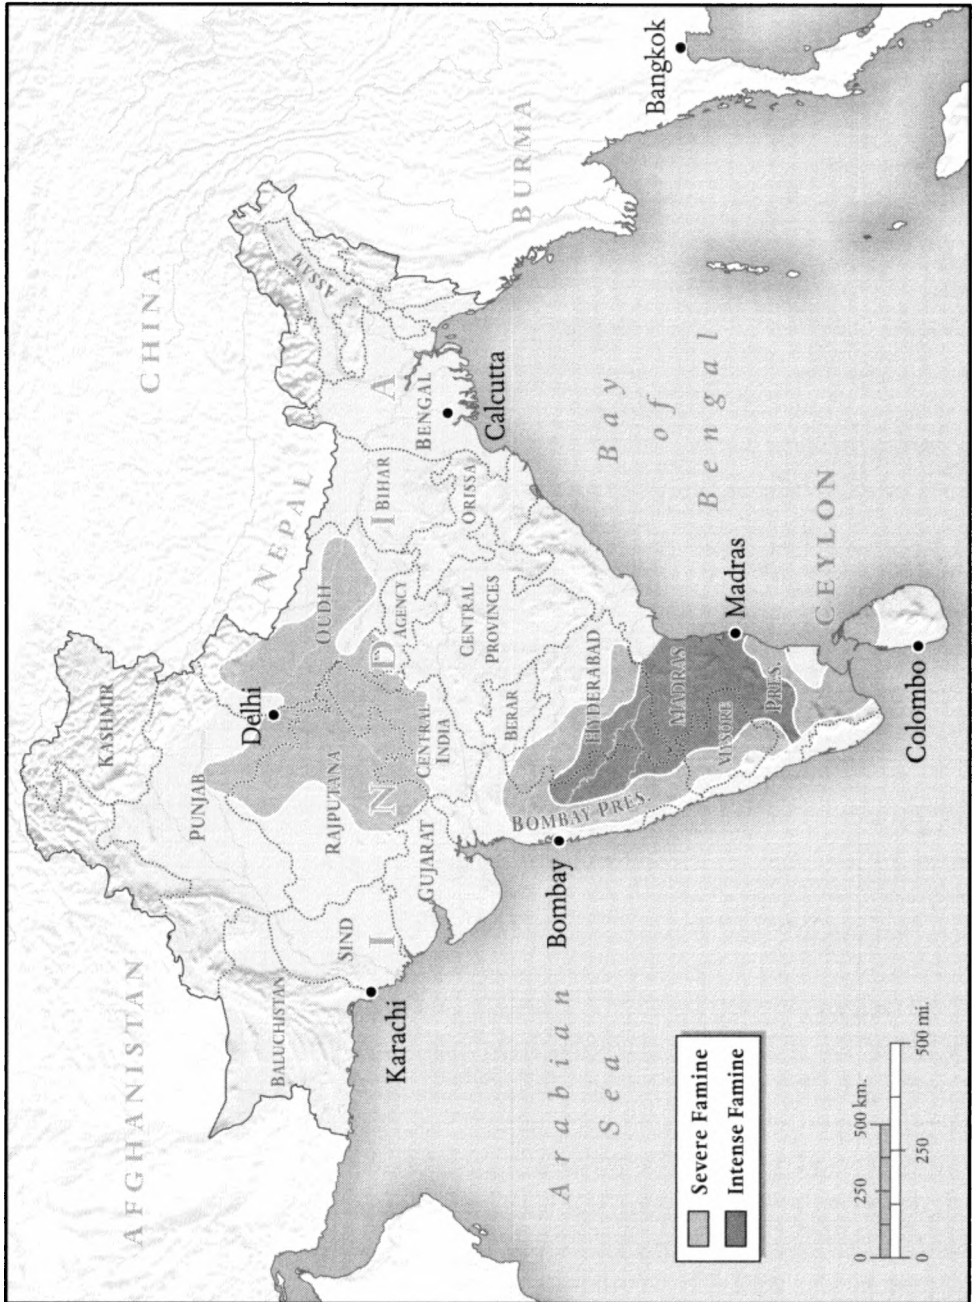 AFGHANISTAN
CHINA
KASHMIR
PUNJAB
NEPAL
BALUCHISTAN
Delhi
RAJPUTANA
OUDH
ASSAM
SIND
Karachi
INDIA
GUJARAT
CENTRAL
INDIA
AGENCY
BIHAR
BENGAL
Calcutta
ORISSA
CENTRAL
PROVINCES
BERAR
BURMA
Bombay
BOMBAY PRES.
HYDERABAD
MADRAS
PRES.
MYSORE
Madras
Arabian
Sea
Bay
of
Bengal
Bangkok
CEYLON
Colombo
Severe Famine
Intense Famine
0 250 500 km.
0 250 500 mi.